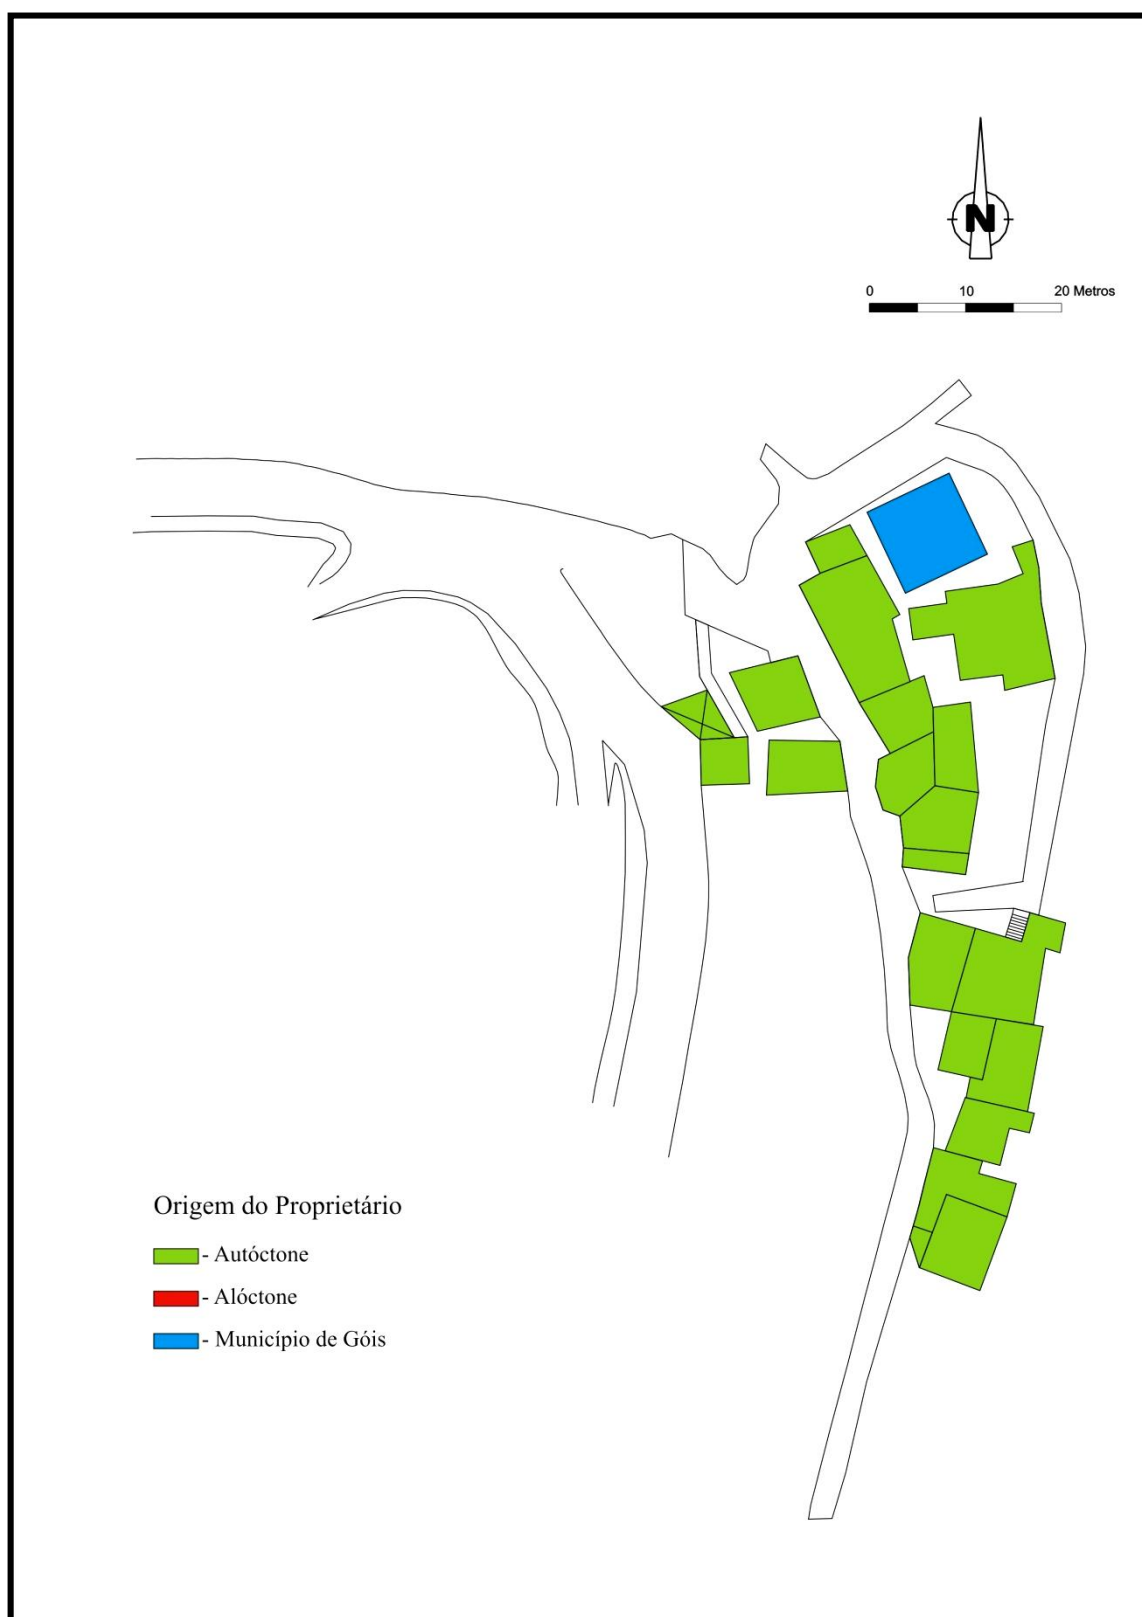 N
0 10 20 Metros
Origem do Proprietário
- Autóctone
- Alóctone
- Município de Góis